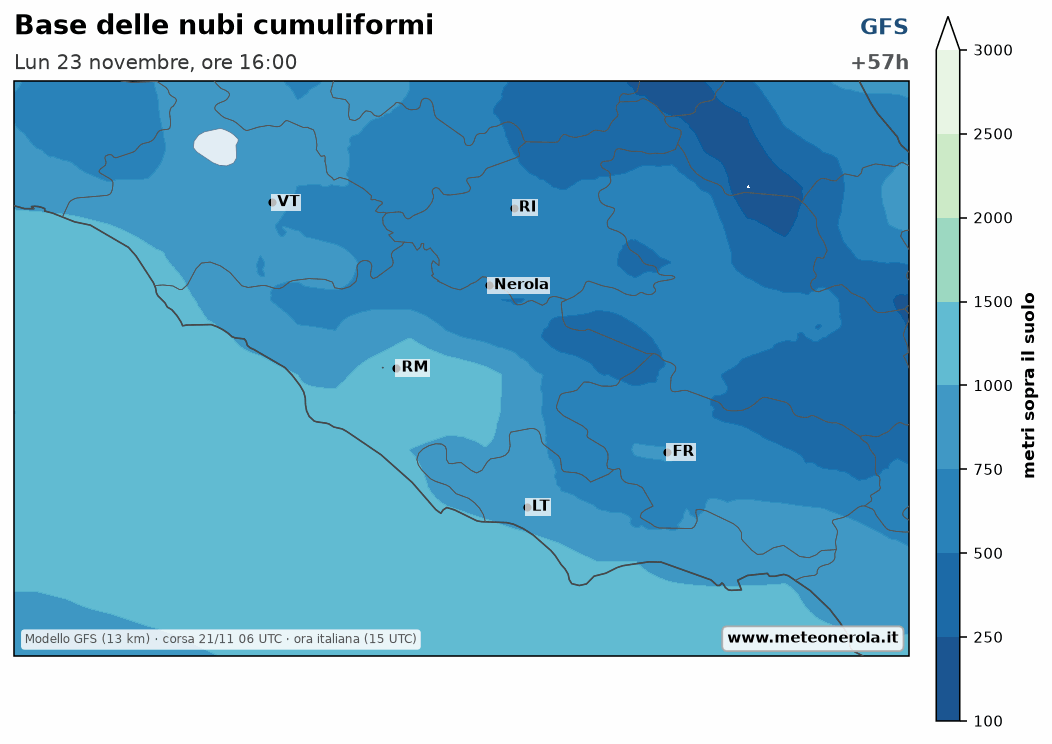 Base delle nubi cumuliformi
GFS
Lun 23 novembre, ore 16:00
+57h
VT
RI
Nerola
RM
FR
LT
Modello GFS (13 km) · corsa 21/11 06 UTC · ora italiana (15 UTC)
www.meteonerola.it
3000
2500
2000
1500
1000
750
500
250
100
metri sopra il suolo